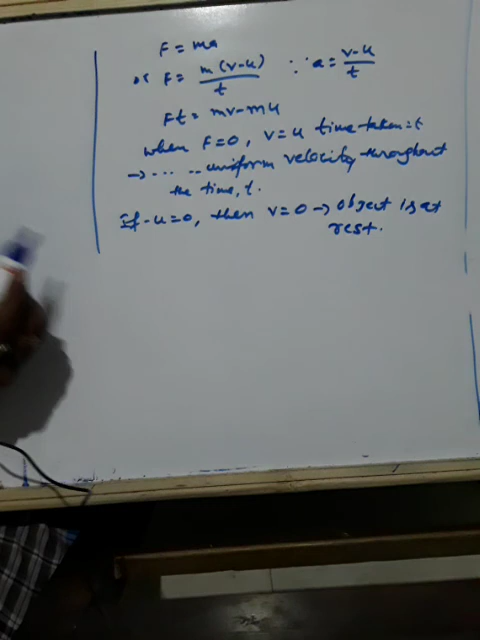 F = ma
or F = m(v-u)/t ∵ a = v-u/t
Ft = mv - mu
when F=0, v=u time taken = t
→ ... .. uniform velocity throughout
the time, t.
If u=0, then v=0 → object is at
rest.